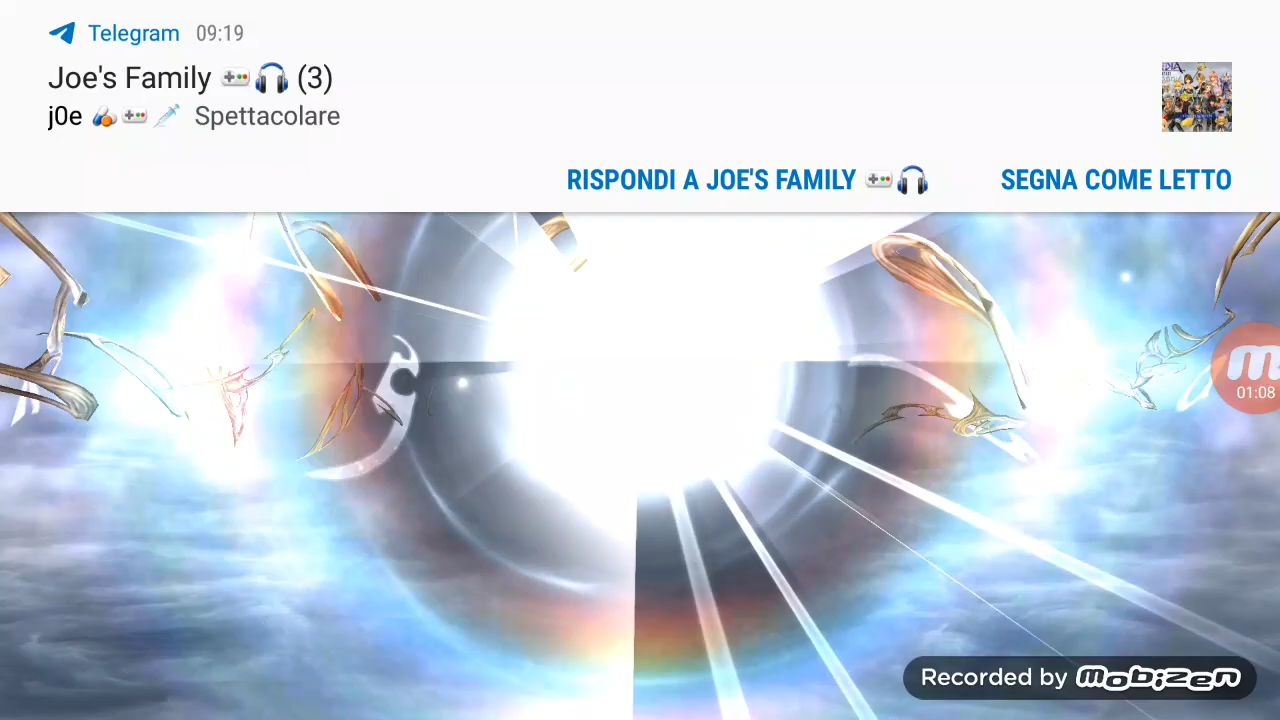 Telegram 09:19
Joe's Family 🎮🎧 (3)
j0e 💊🎮💉 Spettacolare
RISPONDI A JOE'S FAMILY 🎮🎧 SEGNA COME LETTO
01:08
Recorded by mobizen